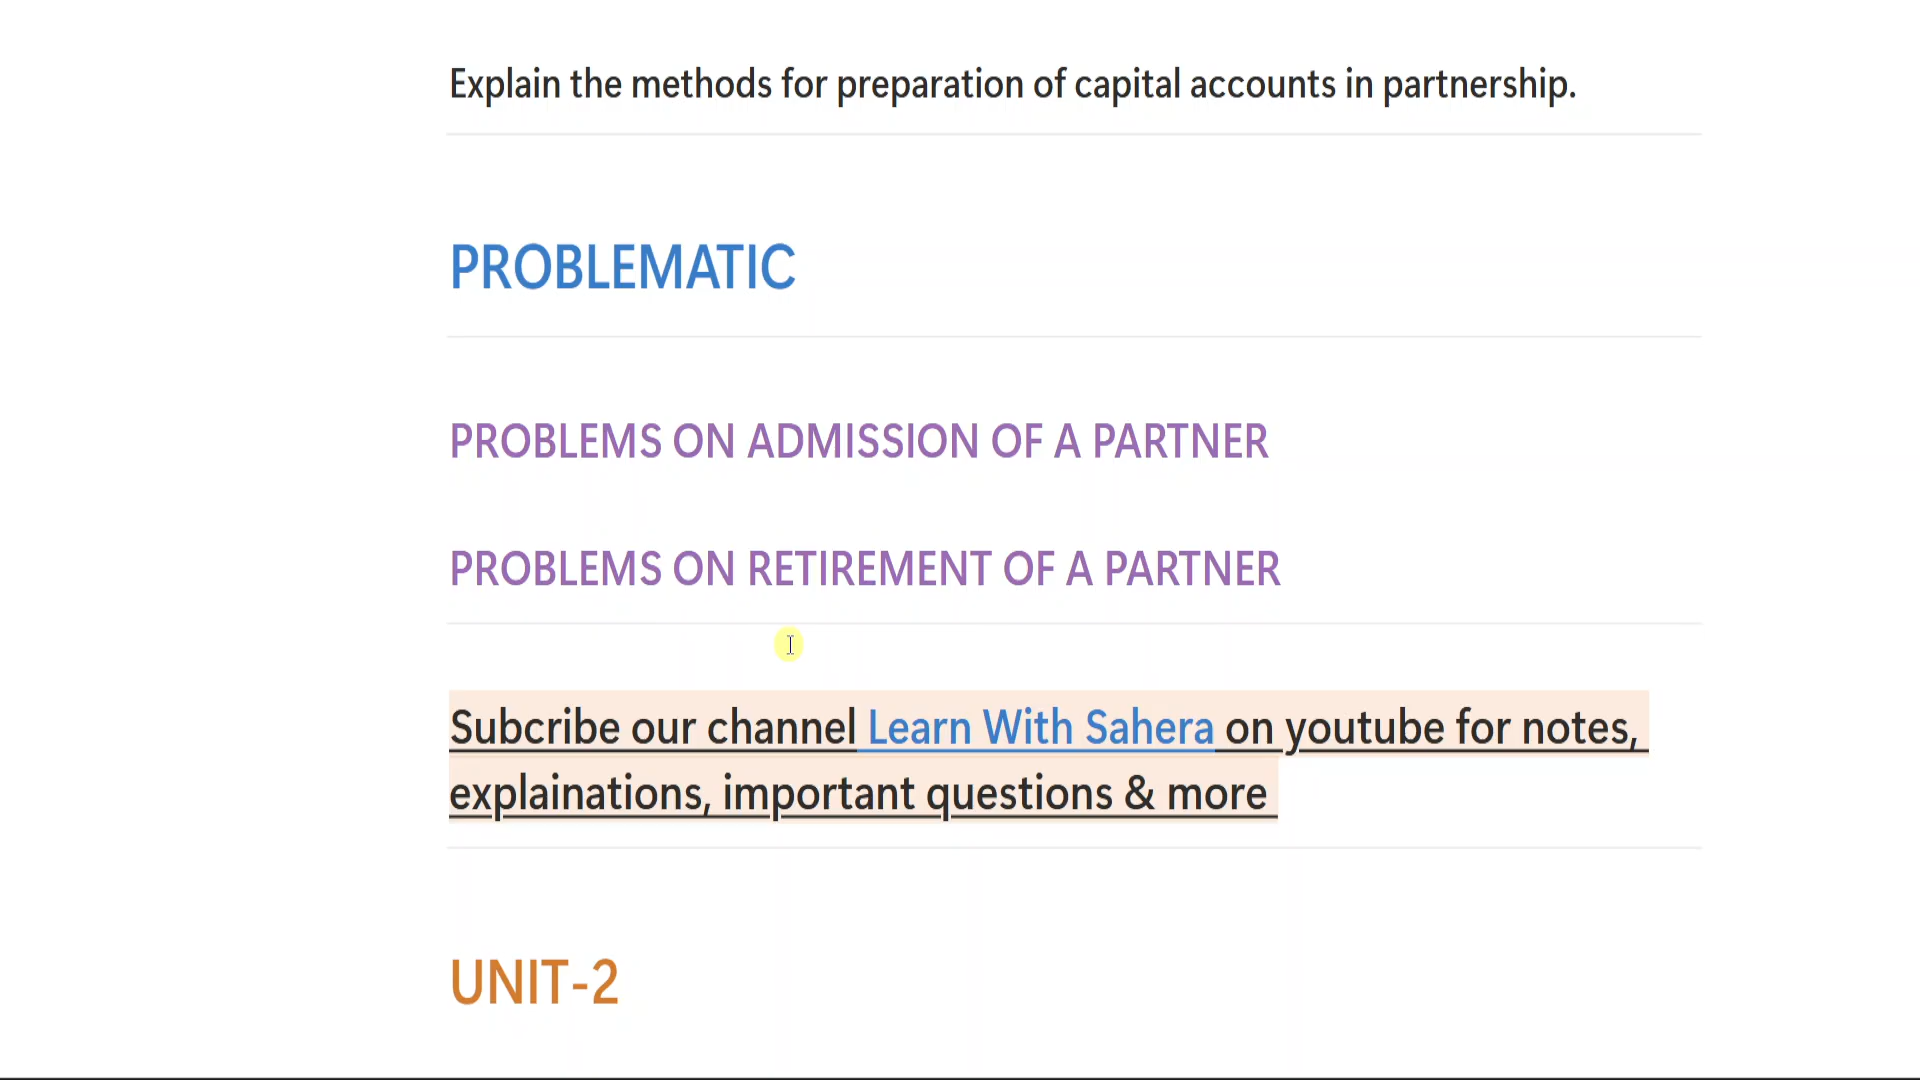 Explain the methods for preparation of capital accounts in partnership.
PROBLEMATIC
PROBLEMS ON ADMISSION OF A PARTNER
PROBLEMS ON RETIREMENT OF A PARTNER
Subcribe our channel Learn With Sahera on youtube for notes,
explainations, important questions & more
UNIT-2